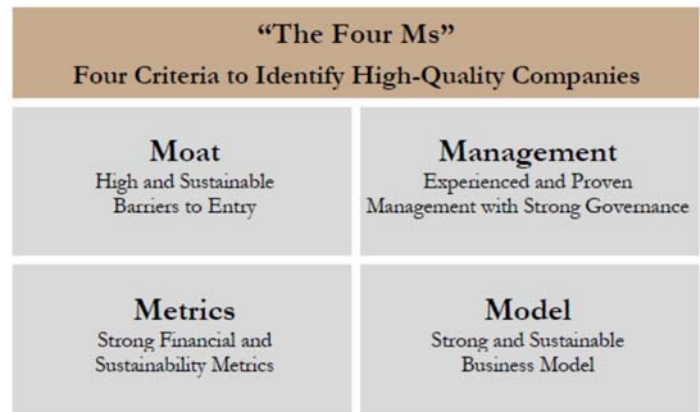 “The Four Ms”
Four Criteria to Identify High-Quality Companies
Moat
High and Sustainable
Barriers to Entry
Management
Experienced and Proven
Management with Strong Governance
Metrics
Strong Financial and
Sustainability Metrics
Model
Strong and Sustainable
Business Model